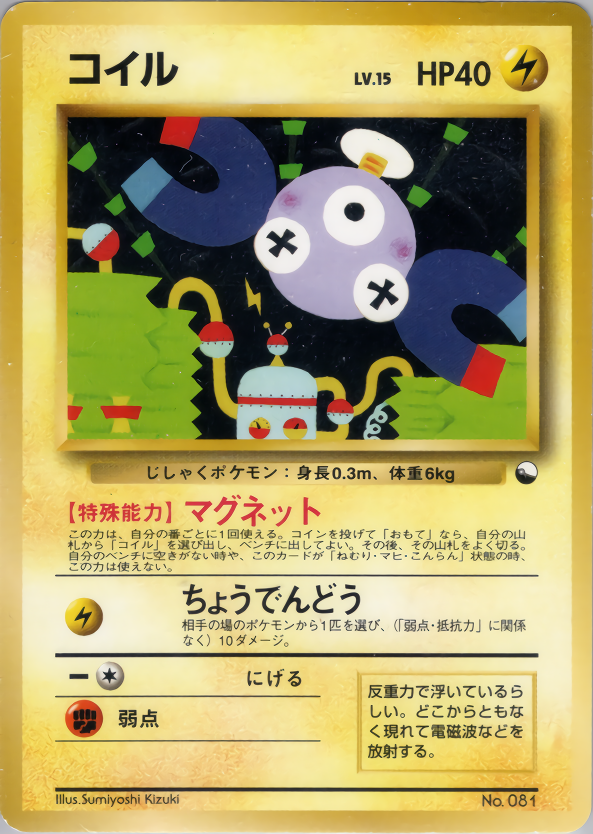 コイル LV.15 HP40
じしゃくポケモン：身長0.3m、体重6kg
【特殊能力】マグネット
この力は、自分の番ごとに1回使える。コインを投げて「おもて」なら、自分の山
札から「コイル」を選び出し、ベンチに出してよい。その後、その山札をよく切る。
自分のベンチに空きがない時や、このカードが「ねむり・マヒ・こんらん」状態の時、
この力は使えない。
ちょうでんどう
相手の場のポケモンから1匹を選び、（「弱点・抵抗力」に関係
なく）10ダメージ。
にげる
弱点
反重力で浮いているら
しい。どこからともな
く現れて電磁波などを
放射する。
Illus.Sumiyoshi Kizuki No. 081